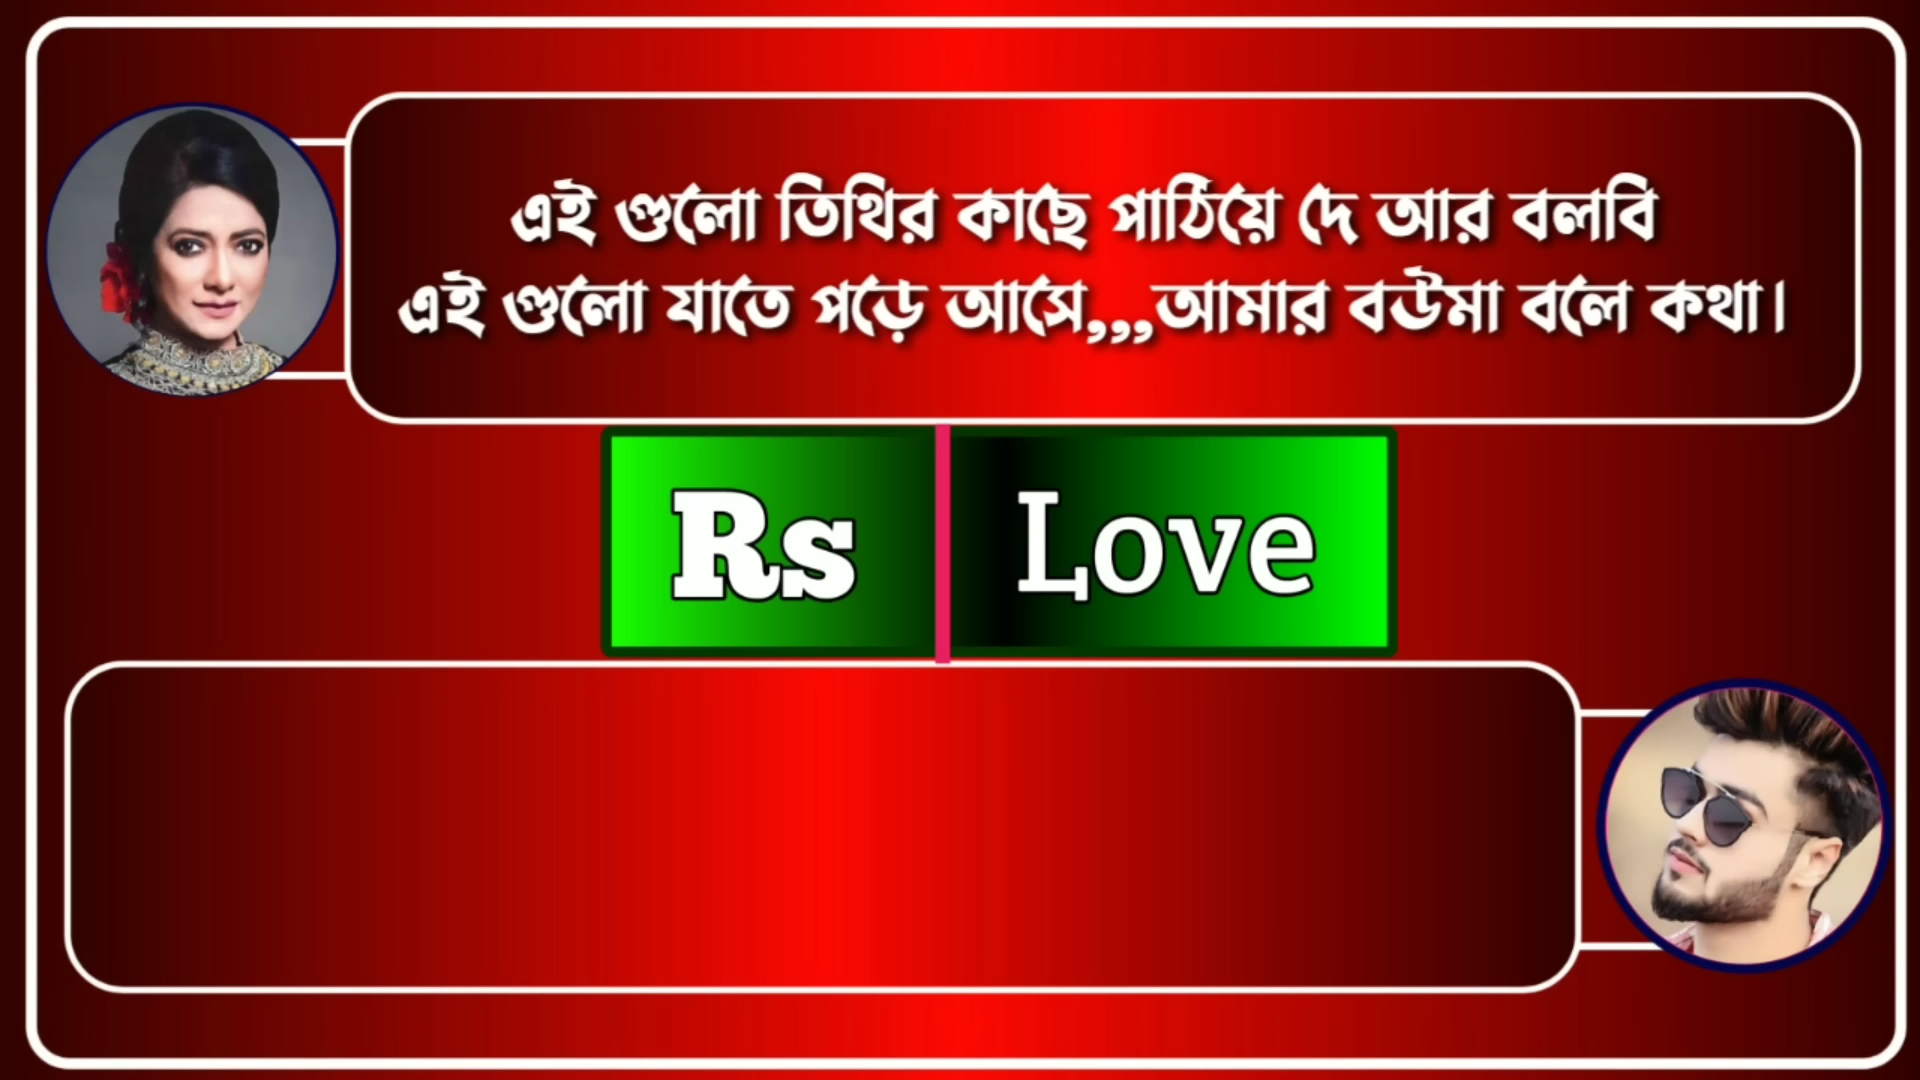 এই গুলো তিথির কাছে পাঠিয়ে দে আর বলবি
এই গুলো যাতে পড়ে আসে,,,আমার বউমা বলে কথা।
Rs Love